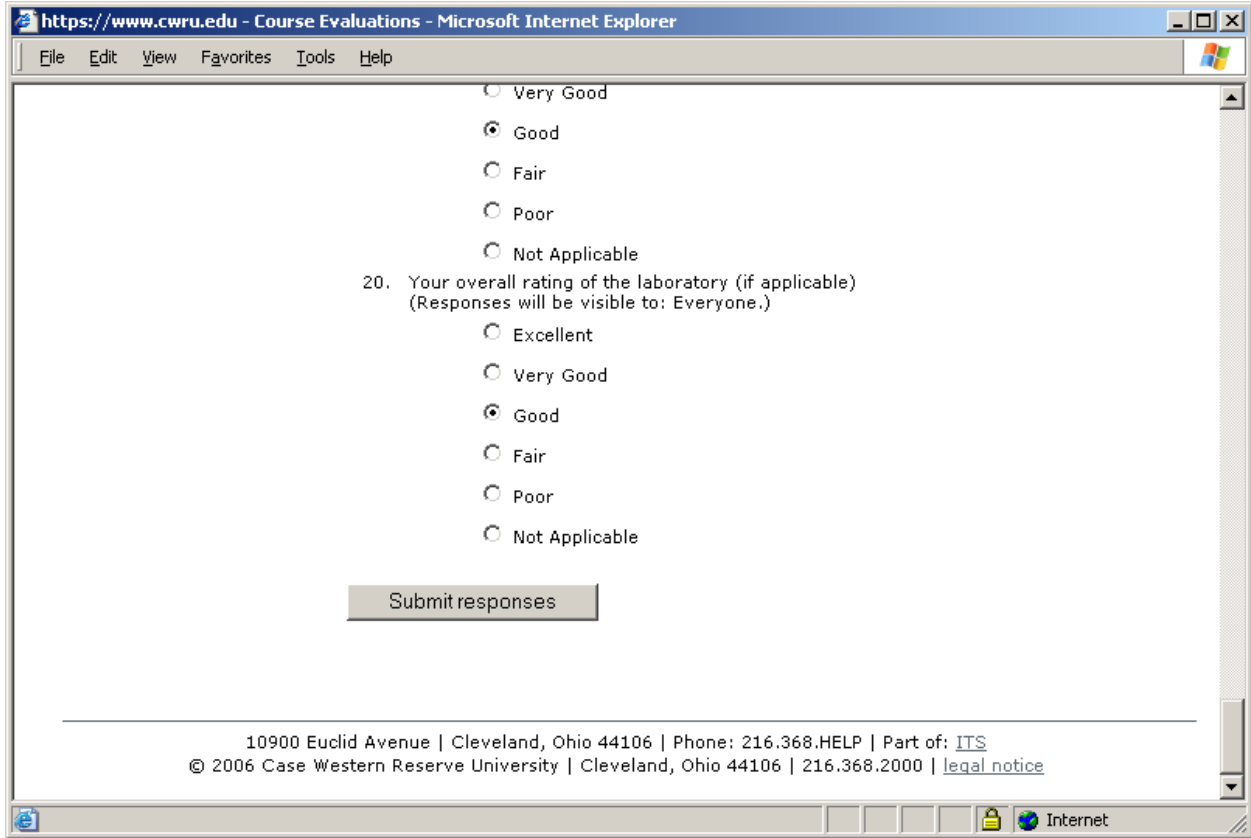 https://www.cwru.edu - Course Evaluations - Microsoft Internet Explorer
File Edit View Favorites Tools Help
Very Good
Good
Fair
Poor
Not Applicable
20. Your overall rating of the laboratory (if applicable)
(Responses will be visible to: Everyone.)
Excellent
Very Good
Good
Fair
Poor
Not Applicable
Submit responses
10900 Euclid Avenue | Cleveland, Ohio 44106 | Phone: 216.368.HELP | Part of: ITS
© 2006 Case Western Reserve University | Cleveland, Ohio 44106 | 216.368.2000 | legal notice
Internet